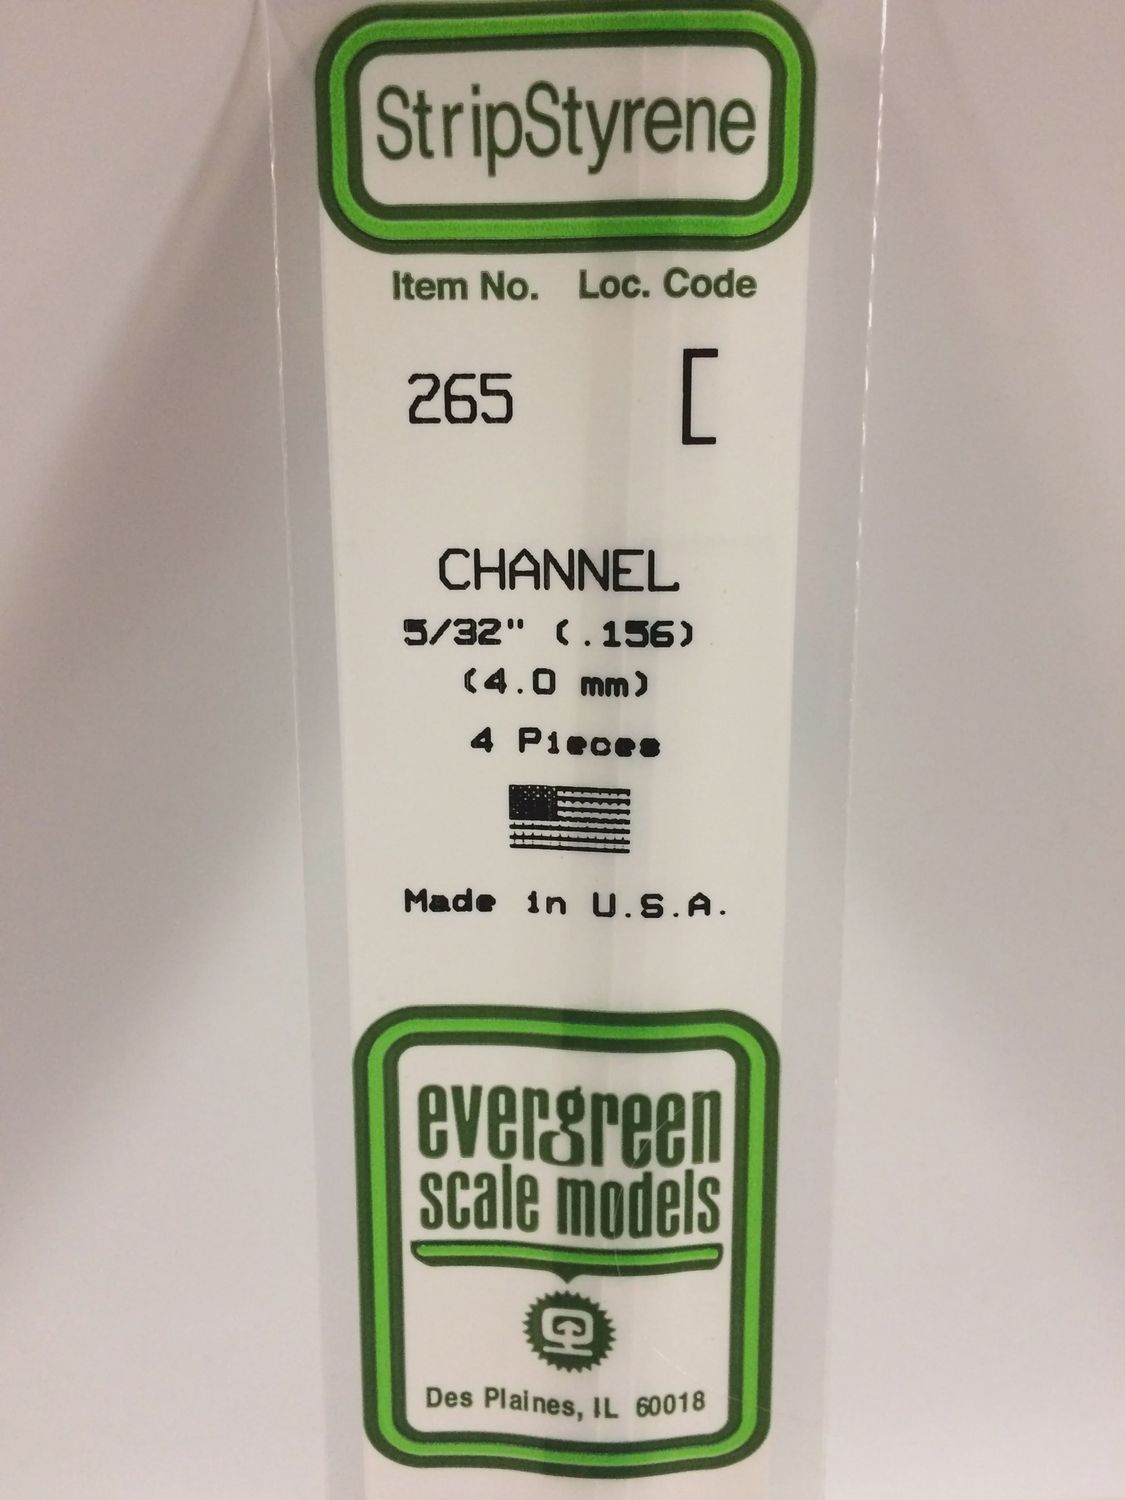 StripStyrene
Item No. Loc. Code
265
CHANNEL
5/32" (.156)
(4.0 mm)
4 Pieces
Made in U.S.A.
evergreen
scale models
Des Plaines, IL 60018